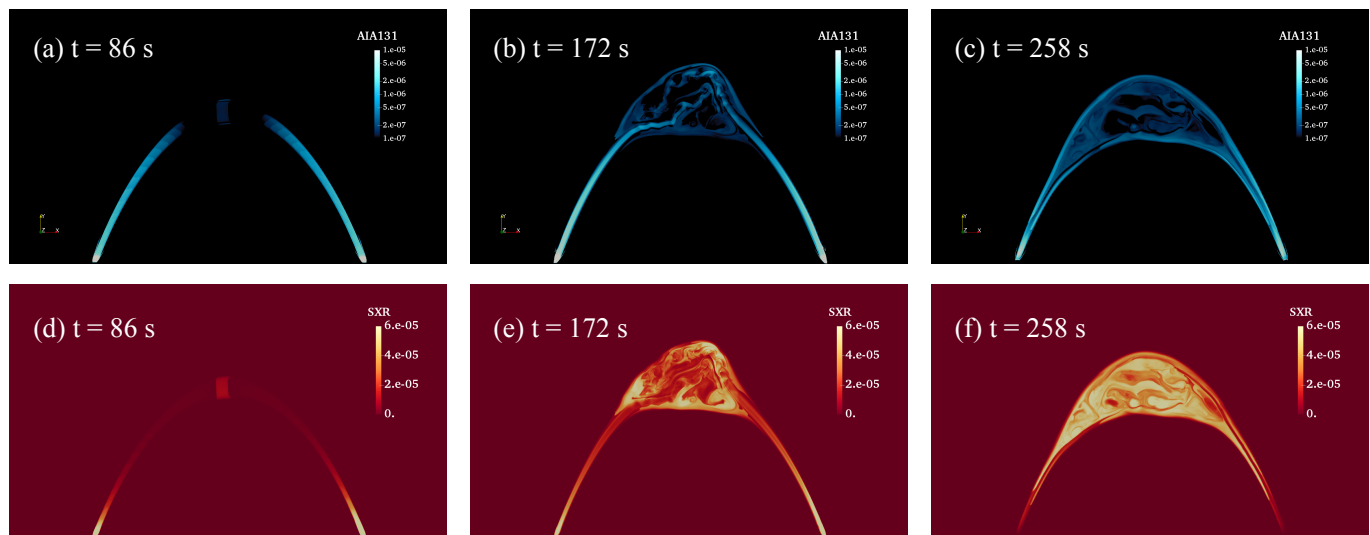 (a) t = 86 s
AIA131
1.e-05
5.e-06
2.e-06
1.e-06
5.e-07
2.e-07
1.e-07
Y
Z X
(b) t = 172 s
AIA131
1.e-05
5.e-06
2.e-06
1.e-06
5.e-07
2.e-07
1.e-07
Y
Z X
(c) t = 258 s
AIA131
1.e-05
5.e-06
2.e-06
1.e-06
5.e-07
2.e-07
1.e-07
Y
Z X
(d) t = 86 s
SXR
6.e-05
4.e-05
2.e-05
0.
(e) t = 172 s
SXR
6.e-05
4.e-05
2.e-05
0.
(f) t = 258 s
SXR
6.e-05
4.e-05
2.e-05
0.